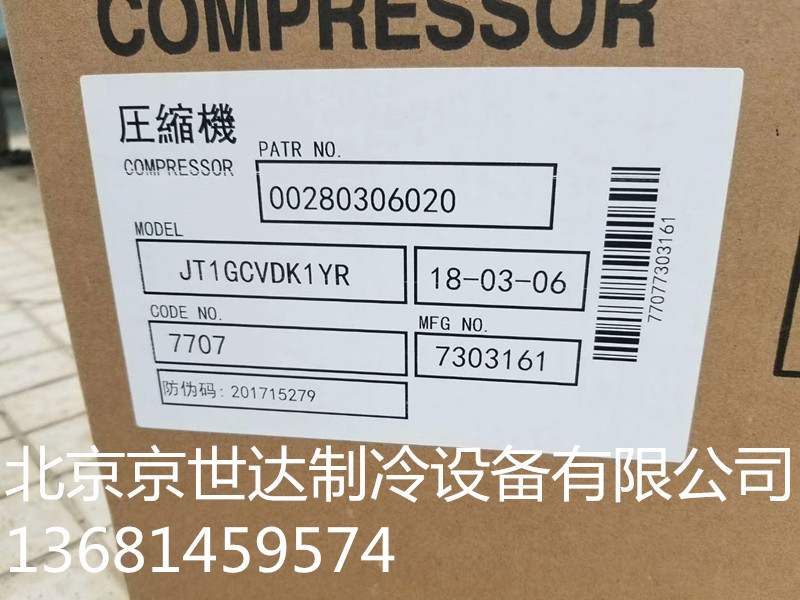 COMPRESSOR
圧縮機
COMPRESSOR
PATR NO.
00280306020
MODEL
JT1GCVDK1YR
18-03-06
CODE NO.
7707
MFG NO.
7303161
防伪码: 201715279
77077303161
北京京世达制冷设备有限公司
13681459574